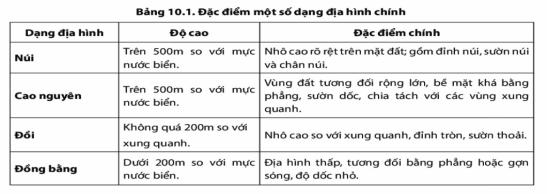 Bảng 10.1. Đặc điểm một số dạng địa hình chính
Dạng địa hình Độ cao Đặc điểm chính
Núi Trên 500m so với mực nước biển. Nhô cao rõ rệt trên mặt đất; gồm đỉnh núi, sườn núi và chân núi.
Cao nguyên Trên 500m so với mực nước biển. Vùng đất tương đối rộng lớn, bề mặt khá bằng phẳng, sườn dốc, chia tách với các vùng xung quanh.
Đồi Không quá 200m so với xung quanh. Nhô cao so với xung quanh, đỉnh tròn, sườn thoải.
Đồng bằng Dưới 200m so với mực nước biển. Địa hình thấp, tương đối bằng phẳng hoặc gợn sóng, độ dốc nhỏ.